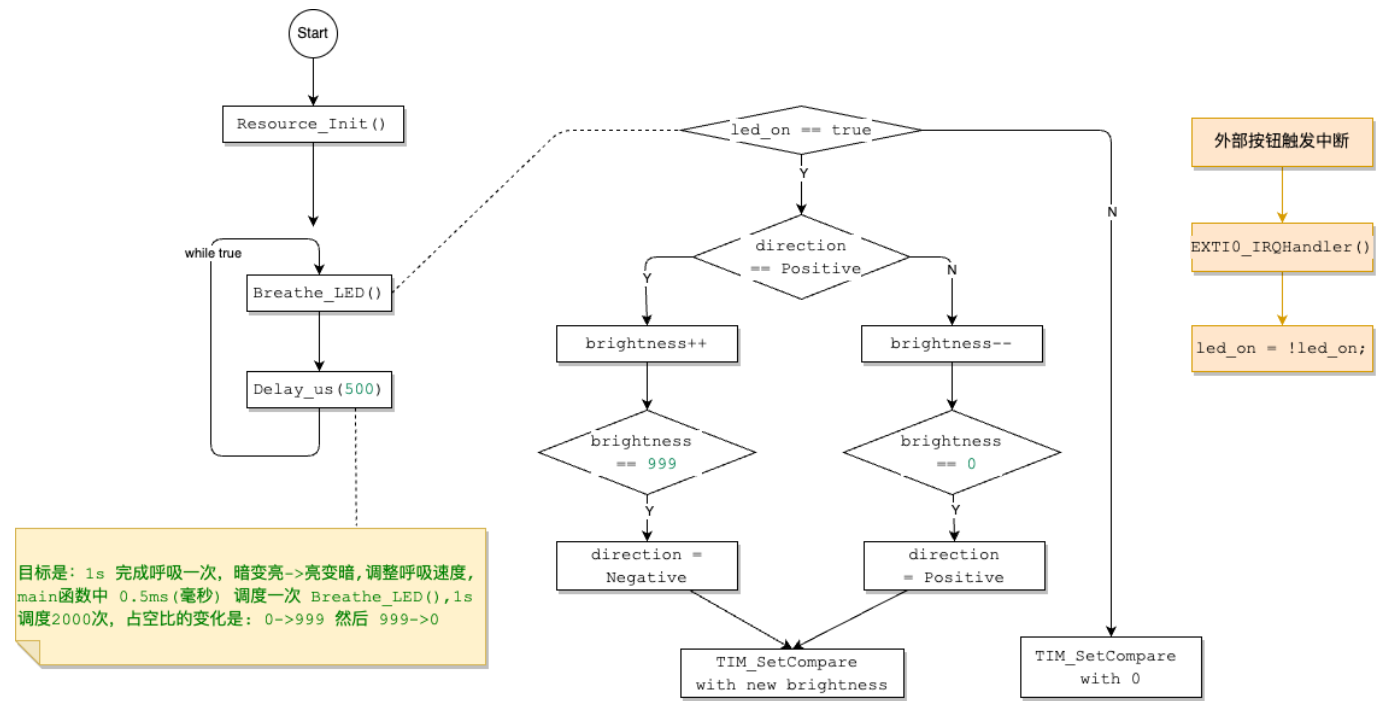 Start
Resource_Init()
while true
Breathe_LED()
Delay_us(500)
目标是: 1s 完成呼吸一次, 暗变亮->亮变暗,调整呼吸速度,
main函数中 0.5ms(毫秒) 调度一次 Breathe_LED(),1s
调度2000次, 占空比的变化是: 0->999 然后 999->0
led_on == true
Y
N
direction
== Positive
Y
N
brightness++
brightness--
brightness
== 999
brightness
== 0
Y
Y
direction =
Negative
direction
= Positive
TIM_SetCompare
with new brightness
TIM_SetCompare
with 0
外部按钮触发中断
EXTI0_IRQHandler()
led_on = !led_on;